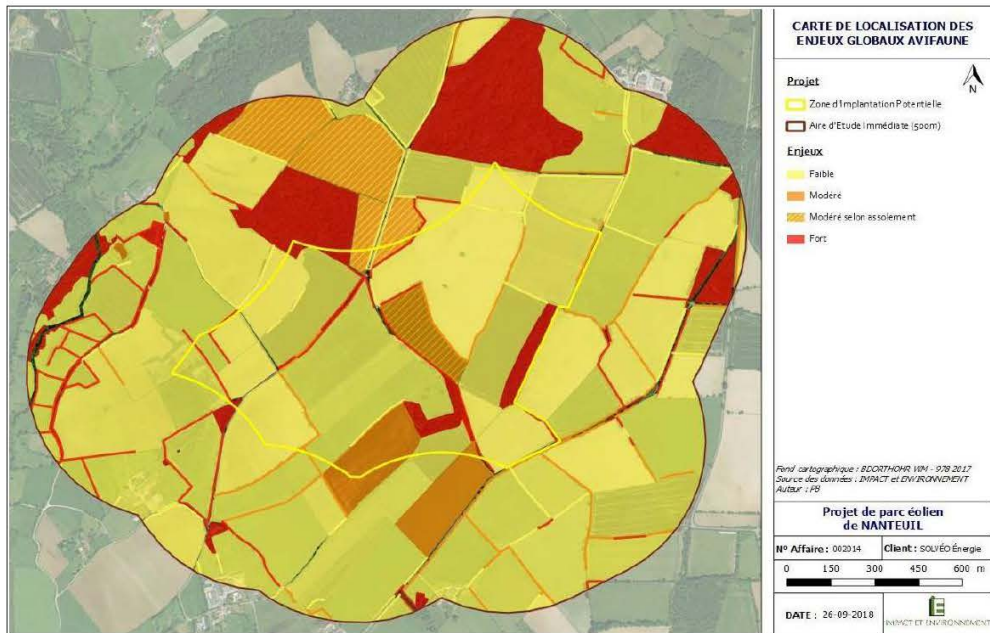 CARTE DE LOCALISATION DES
ENJEUX GLOBAUX AVIFAUNE
Projet
N
Zone d'Implantation Potentielle
Aire d'Etude Immédiate (500m)
Enjeux
Faible
Modéré
Modéré selon assolement
Fort
Fond cartographique : BDORTHOHR WM - 978 2017
Source des données : IMPACT et ENVIRONNEMENT
Auteur : PB
Projet de parc éolien
de NANTEUIL
N° Affaire : 002014
Client : SOLVÉO Énergie
0 150 300 450 600 m
DATE : 26-09-2018
IE
IMPACT ET ENVIRONNEMENT